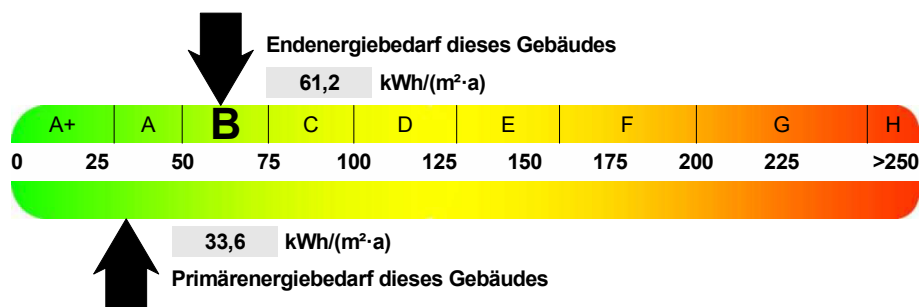 Endenergiebedarf dieses Gebäudes
61,2 kWh/(m²·a)
A+ A B C D E F G H
0 25 50 75 100 125 150 175 200 225 >250
33,6 kWh/(m²·a)
Primärenergiebedarf dieses Gebäudes